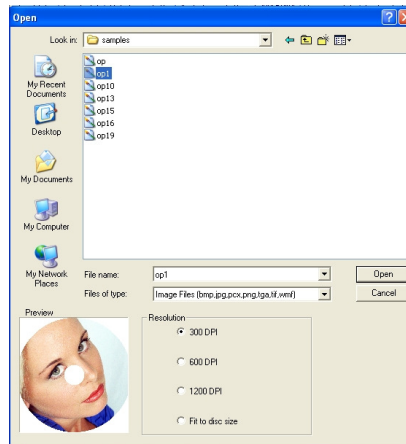 Open
Look in: samples
op
op1
op10
op13
op15
op16
op19
My Recent
Documents
Desktop
My Documents
My Computer
My Network
Places
File name: op1 Open
Files of type: Image Files (bmp,jpg,pcx,png,tga,tif,wmf) Cancel
Preview
Resolution
300 DPI
600 DPI
1200 DPI
Fit to disc size